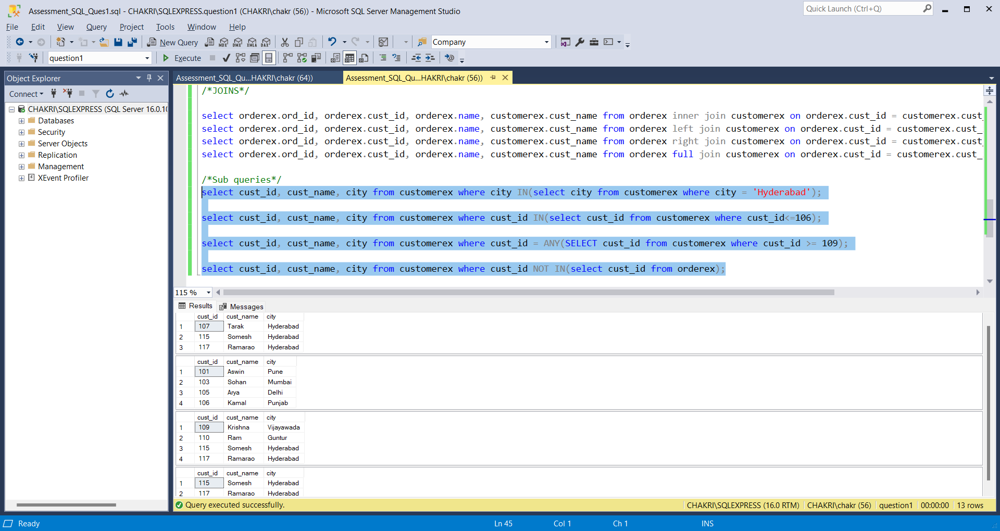 Assessment_SQL_Ques1.sql - CHAKRI\SQLEXPRESS.question1 (CHAKRI\chakr (56)) - Microsoft SQL Server Management Studio
Quick Launch (Ctrl+Q)
File Edit View Query Project Tools Window Help
New Query MDX DMX XMLA DAX Company
question1 Execute
Object Explorer
Connect
CHAKRI\SQLEXPRESS (SQL Server 16.0.10
Databases
Security
Server Objects
Replication
Management
XEvent Profiler
Assessment_SQL_Qu...HAKRI\chakr (64)) Assessment_SQL_Qu...HAKRI\chakr (56))
/*JOINS*/
select orderex.ord_id, orderex.cust_id, orderex.name, customerex.cust_name from orderex inner join customerex on orderex.cust_id = customerex.cust_
select orderex.ord_id, orderex.cust_id, orderex.name, customerex.cust_name from orderex left join customerex on orderex.cust_id = customerex.cust_
select orderex.ord_id, orderex.cust_id, orderex.name, customerex.cust_name from orderex right join customerex on orderex.cust_id = customerex.cust_
select orderex.ord_id, orderex.cust_id, orderex.name, customerex.cust_name from orderex full join customerex on orderex.cust_id = customerex.cust_
/*Sub queries*/
select cust_id, cust_name, city from customerex where city IN(select city from customerex where city = 'Hyderabad');
select cust_id, cust_name, city from customerex where cust_id IN(select cust_id from customerex where cust_id<=106);
select cust_id, cust_name, city from customerex where cust_id = ANY(SELECT cust_id from customerex where cust_id >= 109);
select cust_id, cust_name, city from customerex where cust_id NOT IN(select cust_id from orderex);
115 %
Results Messages
cust_id cust_name city
1 107 Tarak Hyderabad
2 115 Somesh Hyderabad
3 117 Ramarao Hyderabad
cust_id cust_name city
1 101 Aswin Pune
2 103 Sohan Mumbai
3 105 Arya Delhi
4 106 Kamal Punjab
cust_id cust_name city
1 109 Krishna Vijayawada
2 110 Ram Guntur
3 115 Somesh Hyderabad
4 117 Ramarao Hyderabad
cust_id cust_name city
1 115 Somesh Hyderabad
2 117 Ramarao Hyderabad
Query executed successfully. CHAKRI\SQLEXPRESS (16.0 RTM) CHAKRI\chakr (56) question1 00:00:00 13 rows
Ready Ln 45 Col 1 Ch 1 INS